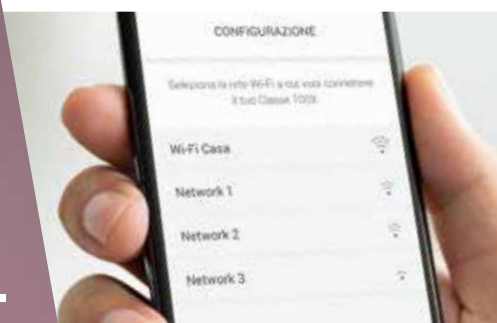 CONFIGURAZIONE
Seleziona la rete Wi-Fi a cui vuoi connettere
il tuo Classe 100X
Wi-Fi Casa
Network 1
Network 2
Network 3